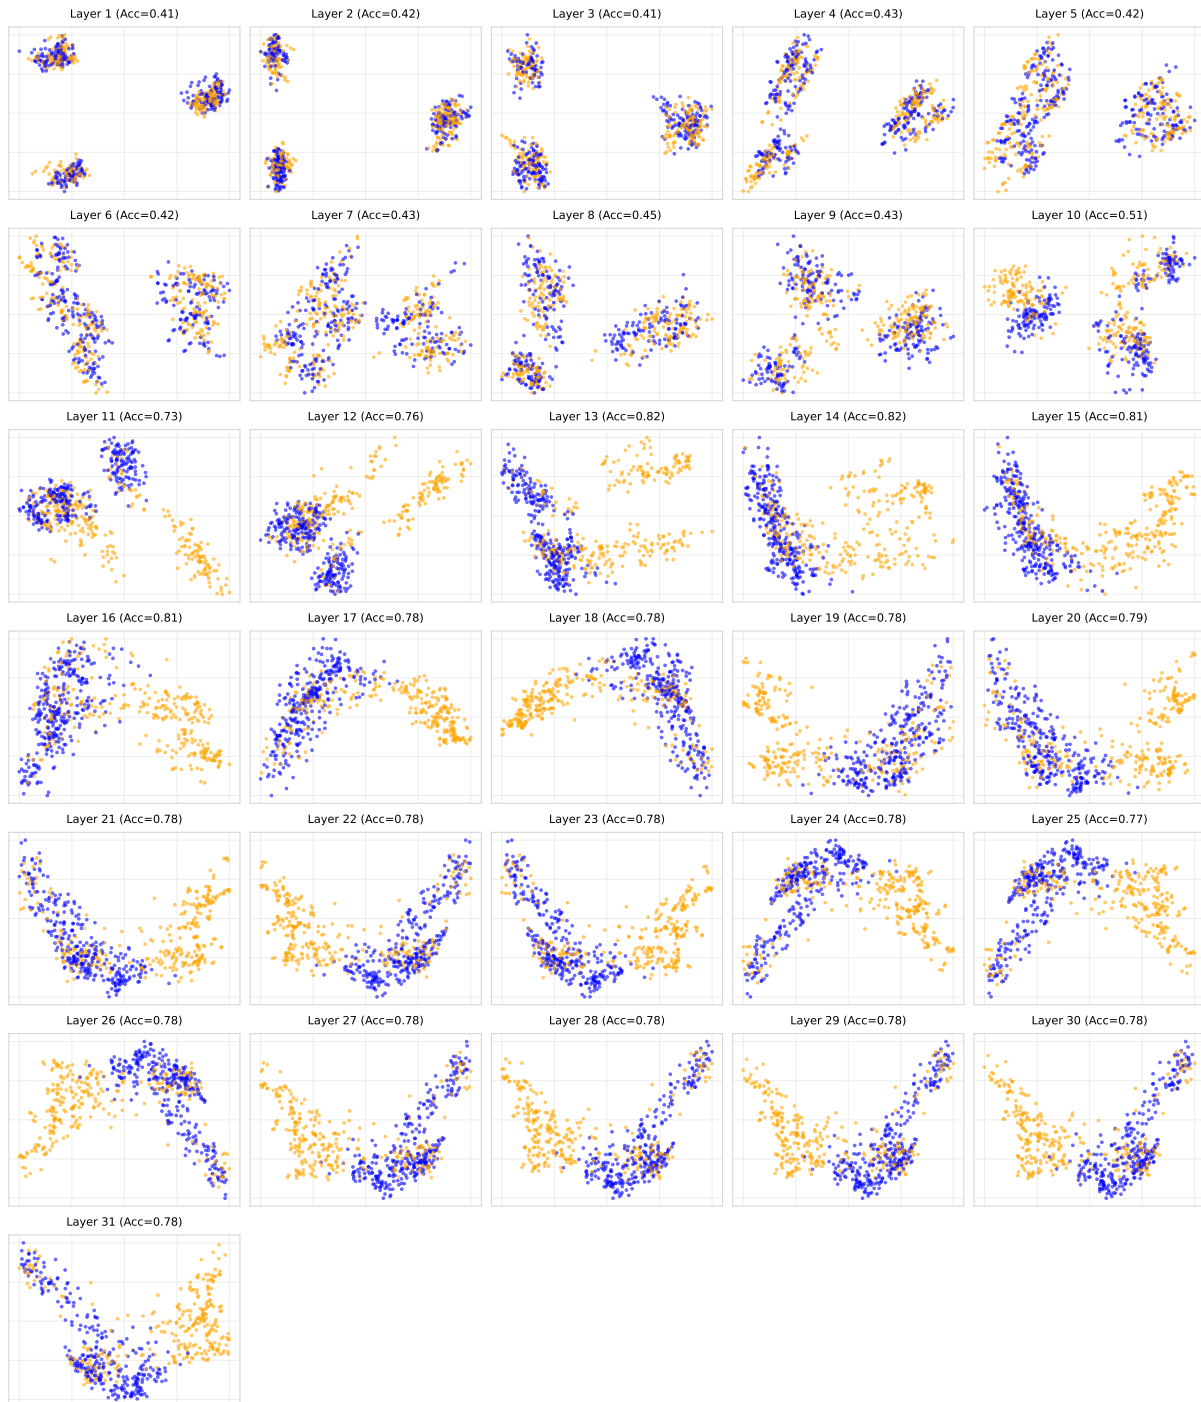 Layer 1 (Acc=0.41)
Layer 2 (Acc=0.42)
Layer 3 (Acc=0.41)
Layer 4 (Acc=0.43)
Layer 5 (Acc=0.42)
Layer 6 (Acc=0.42)
Layer 7 (Acc=0.43)
Layer 8 (Acc=0.45)
Layer 9 (Acc=0.43)
Layer 10 (Acc=0.51)
Layer 11 (Acc=0.73)
Layer 12 (Acc=0.76)
Layer 13 (Acc=0.82)
Layer 14 (Acc=0.82)
Layer 15 (Acc=0.81)
Layer 16 (Acc=0.81)
Layer 17 (Acc=0.78)
Layer 18 (Acc=0.78)
Layer 19 (Acc=0.78)
Layer 20 (Acc=0.79)
Layer 21 (Acc=0.78)
Layer 22 (Acc=0.78)
Layer 23 (Acc=0.78)
Layer 24 (Acc=0.78)
Layer 25 (Acc=0.77)
Layer 26 (Acc=0.78)
Layer 27 (Acc=0.78)
Layer 28 (Acc=0.78)
Layer 29 (Acc=0.78)
Layer 30 (Acc=0.78)
Layer 31 (Acc=0.78)